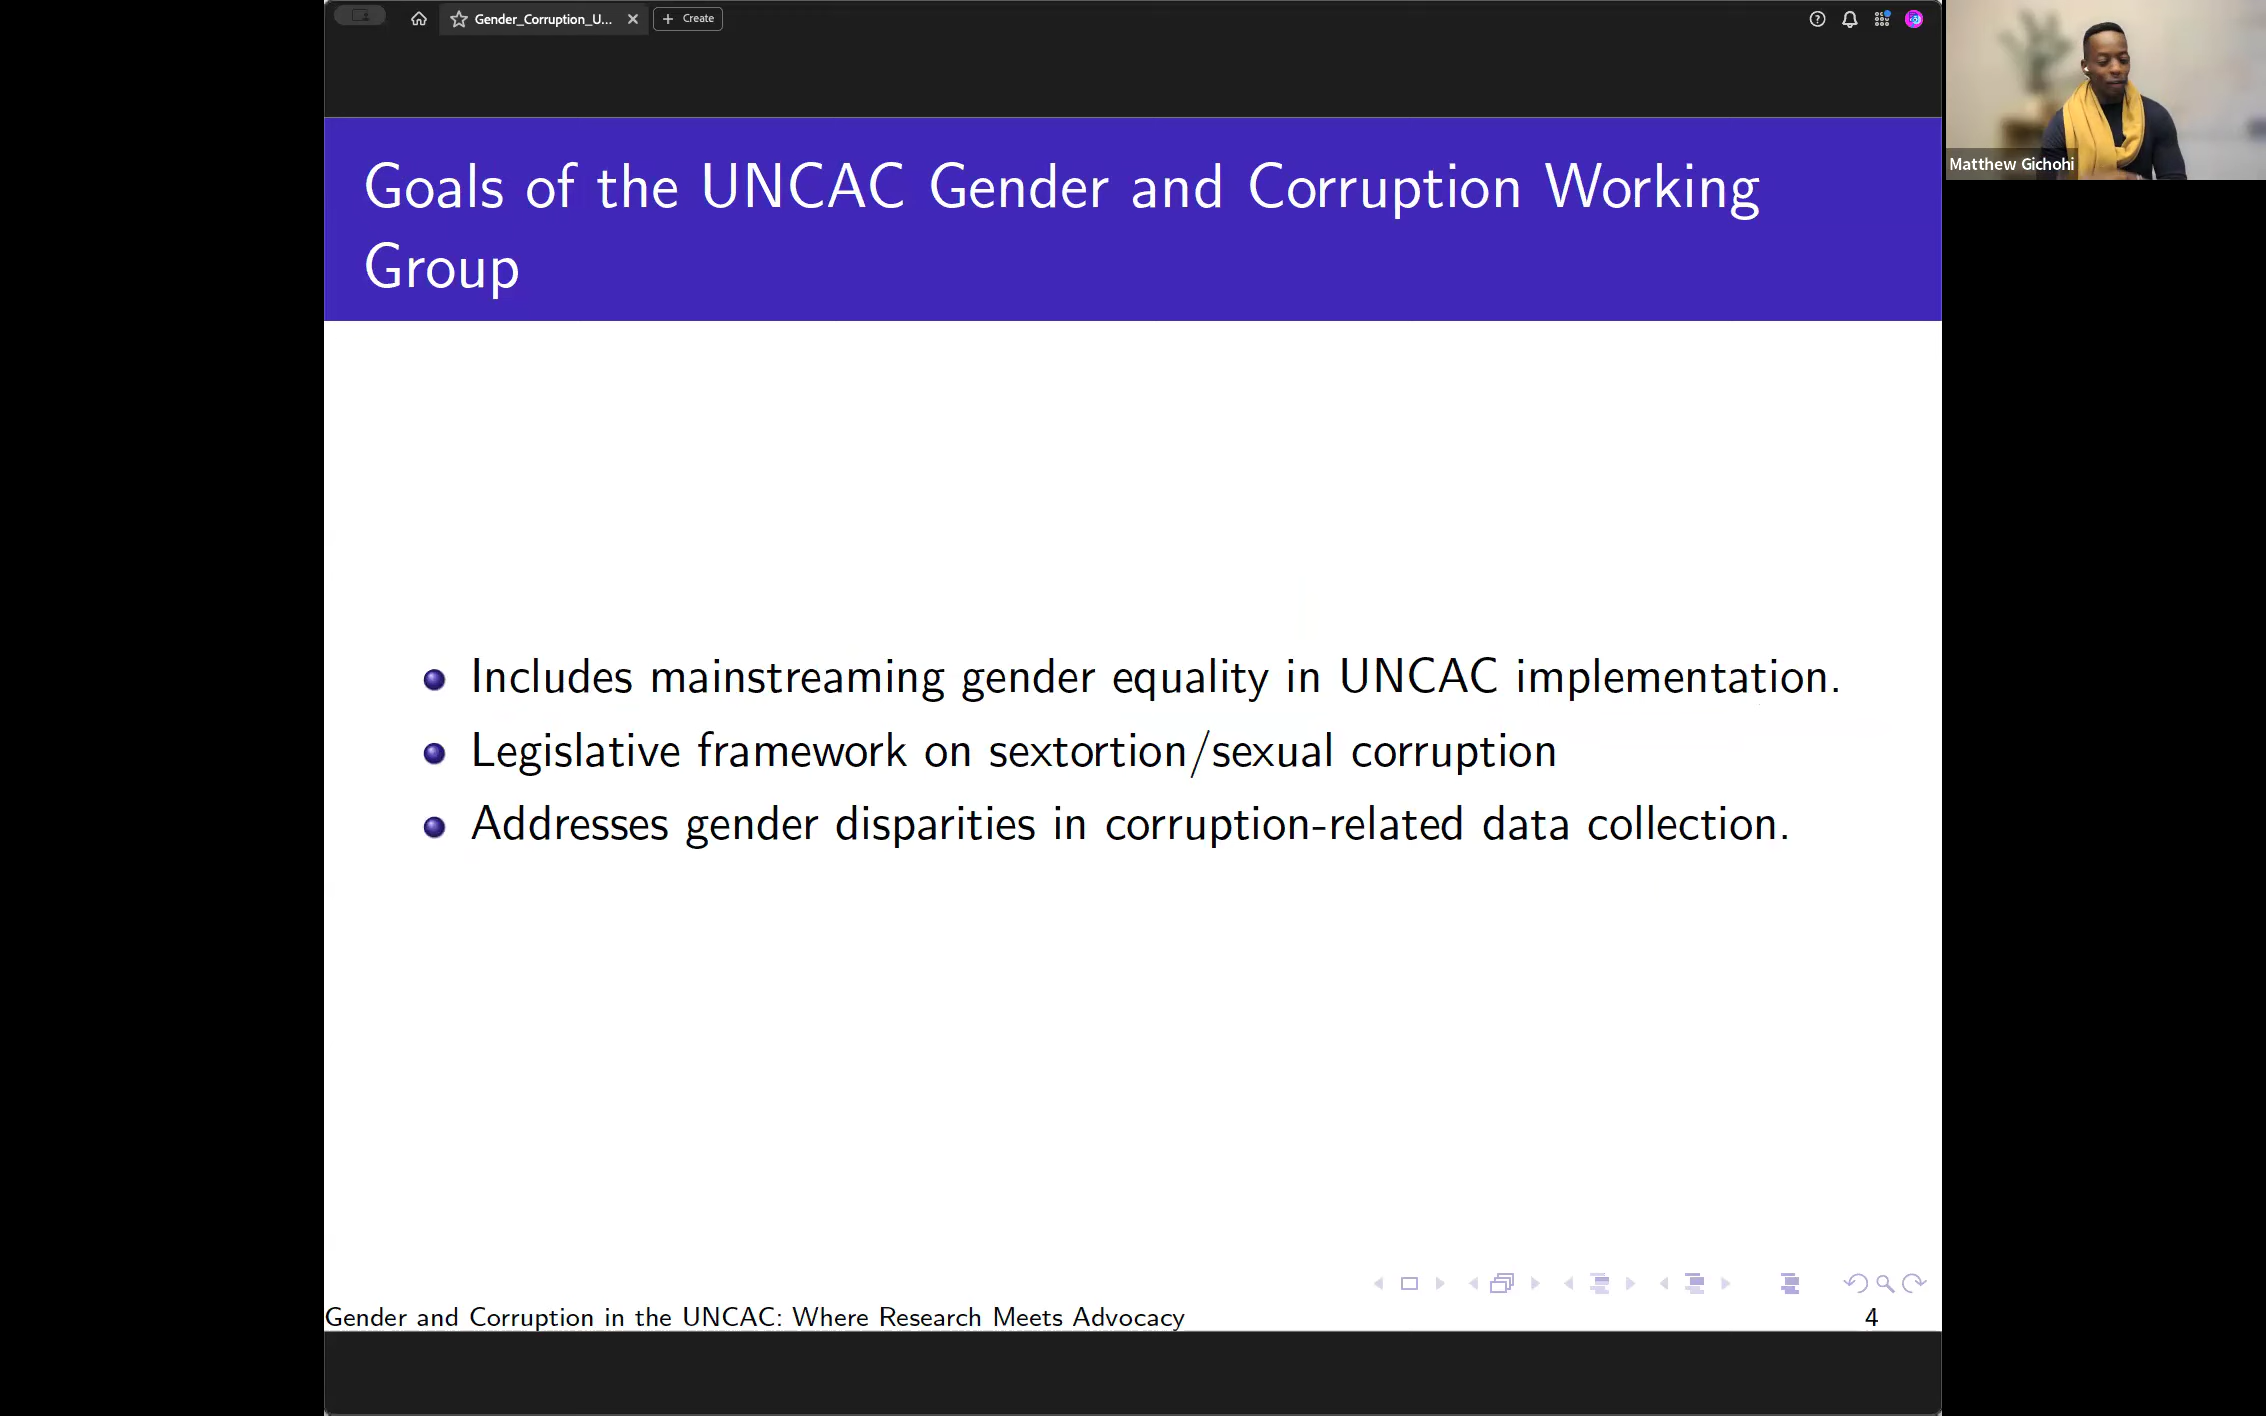 Gender_Corruption_U...
Create
Matthew Gichohi
Goals of the UNCAC Gender and Corruption Working
Group
Includes mainstreaming gender equality in UNCAC implementation.
Legislative framework on sextortion/sexual corruption
Addresses gender disparities in corruption-related data collection.
Gender and Corruption in the UNCAC: Where Research Meets Advocacy
4